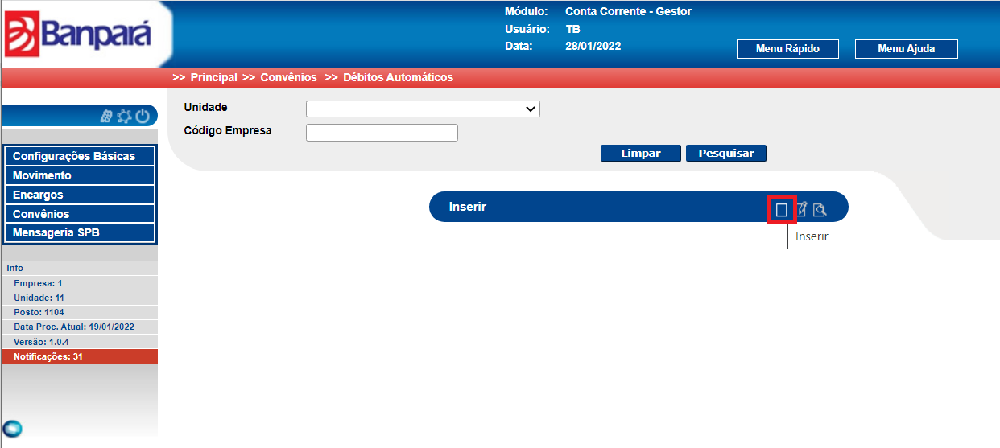 Banpará
Módulo: Conta Corrente - Gestor
Usuário: TB
Data: 28/01/2022
Menu Rápido
Menu Ajuda
>> Principal >> Convênios >> Débitos Automáticos
Unidade
Código Empresa
Limpar
Pesquisar
Configurações Básicas
Movimento
Encargos
Convênios
Mensageria SPB
Inserir
Inserir
Info
Empresa: 1
Unidade: 11
Posto: 1104
Data Proc. Atual: 19/01/2022
Versão: 1.0.4
Notificações: 31